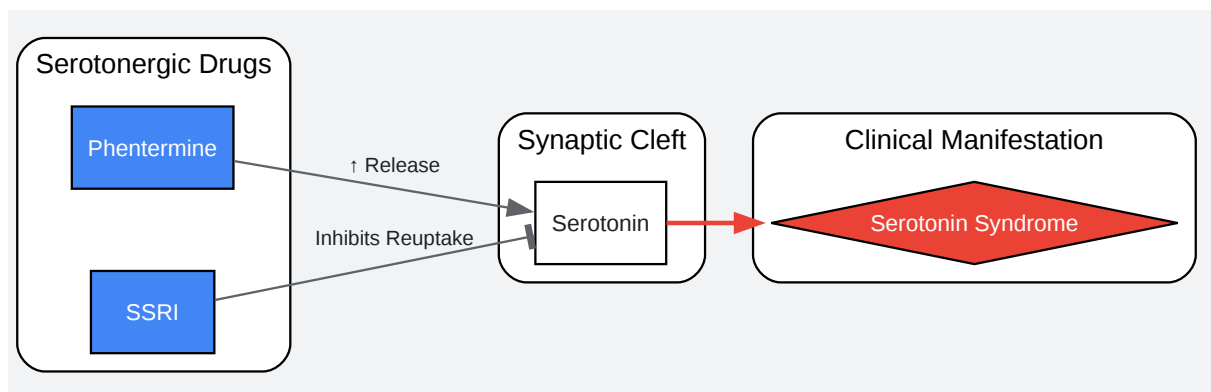 Serotonergic Drugs
Phentermine
SSRI
↑ Release
Inhibits Reuptake
Synaptic Cleft
Serotonin
Clinical Manifestation
Serotonin Syndrome